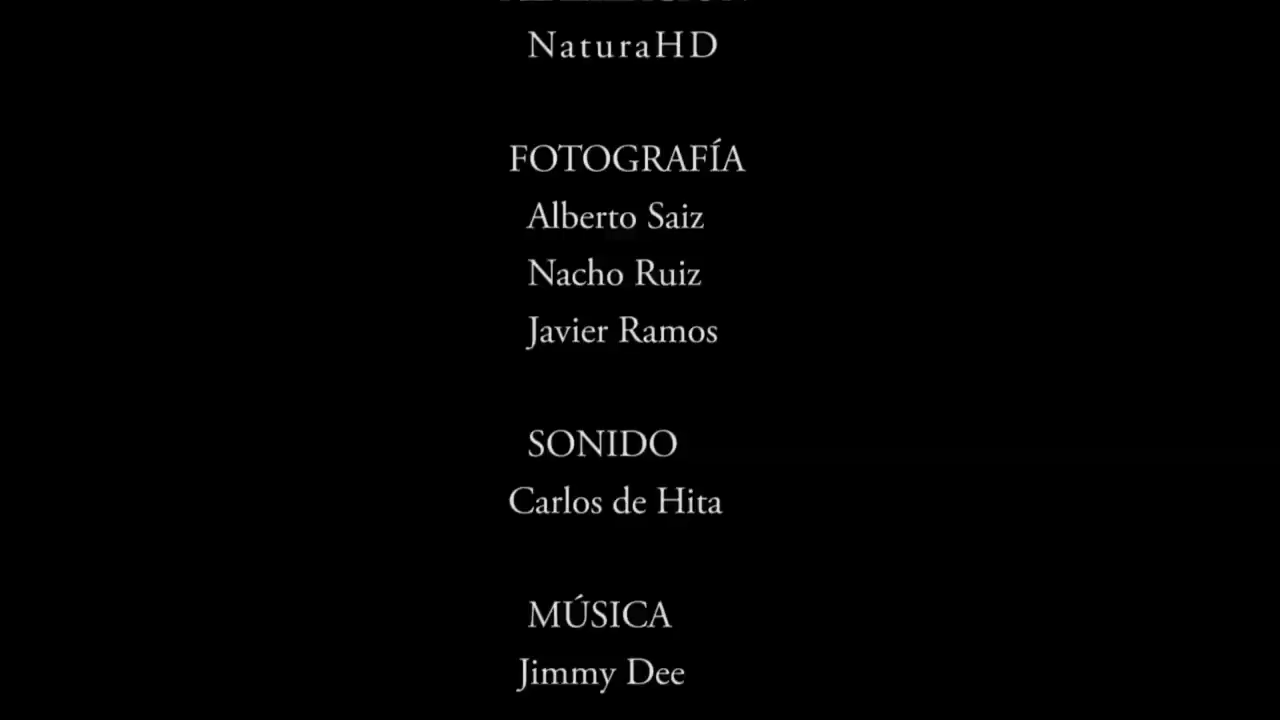 NaturaHD
FOTOGRAFÍA
Alberto Saiz
Nacho Ruiz
Javier Ramos
SONIDO
Carlos de Hita
MÚSICA
Jimmy Dee